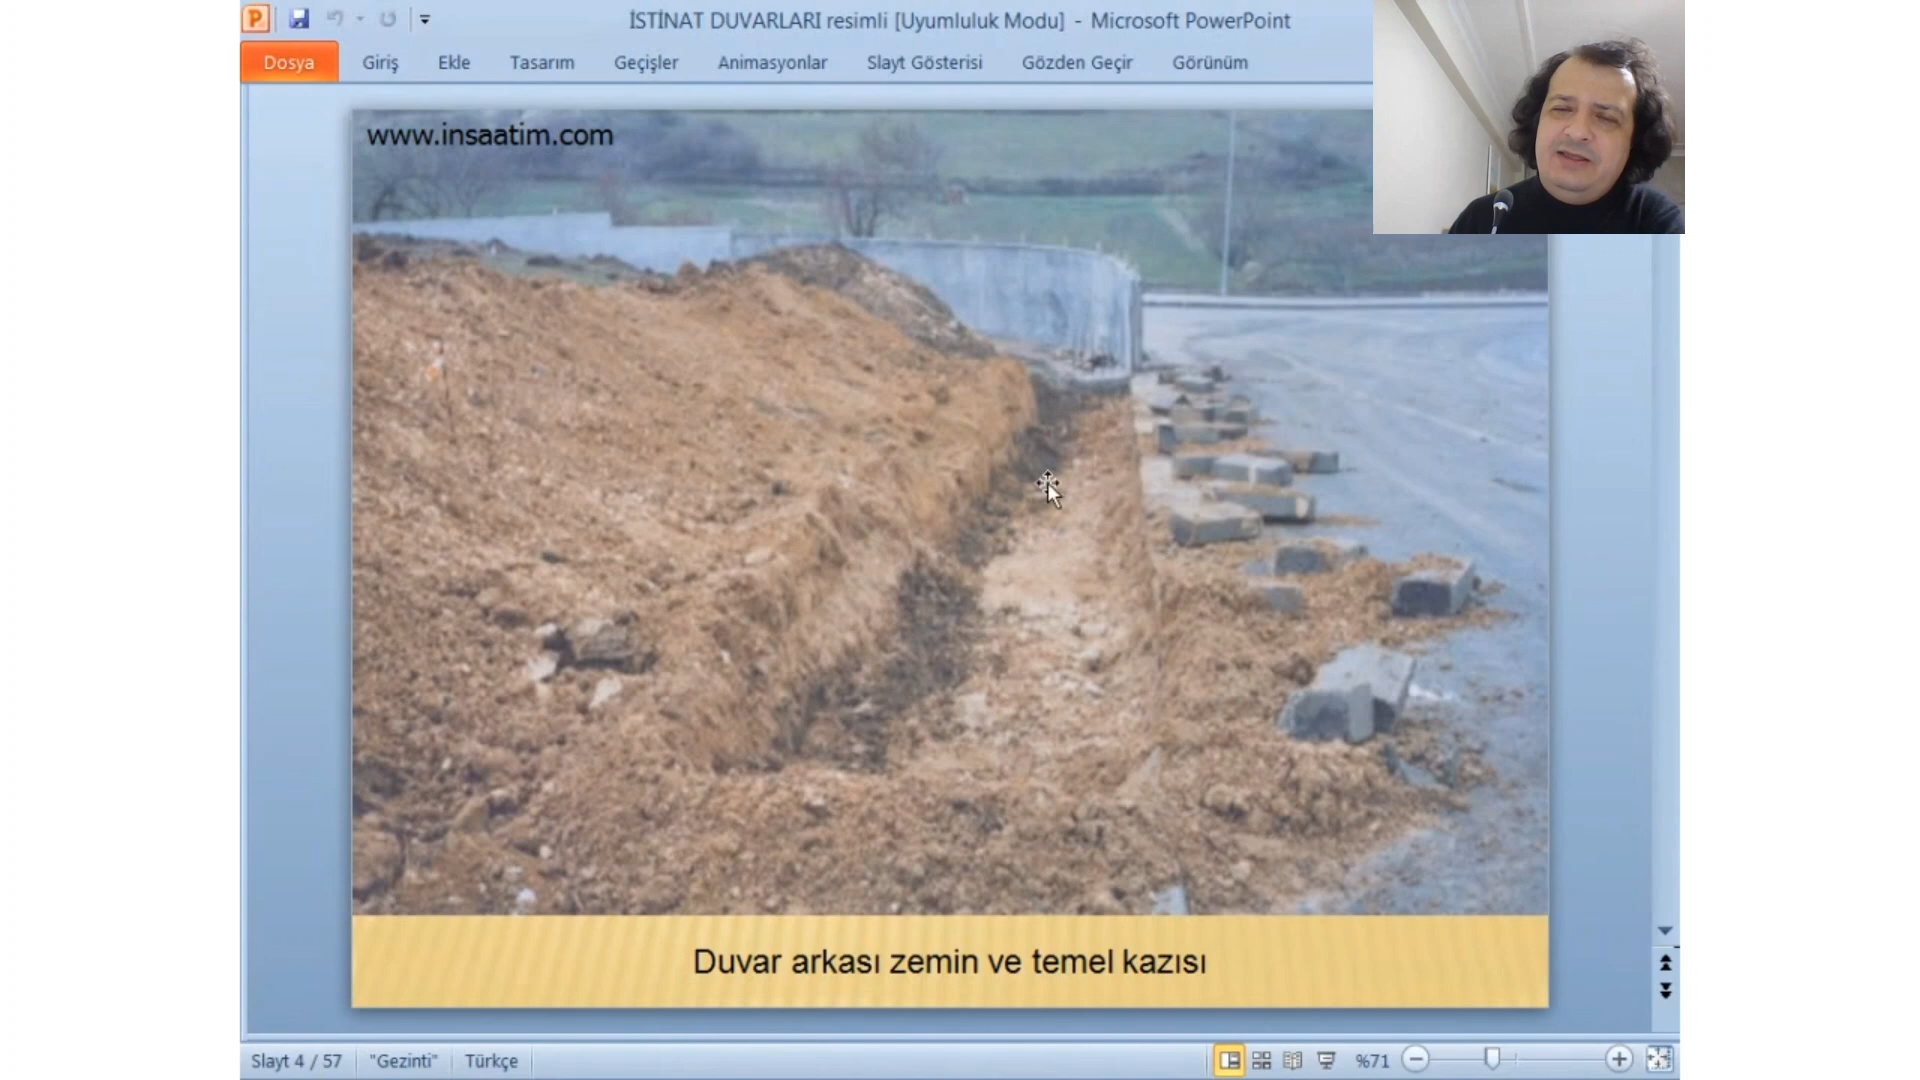 İSTİNAT DUVARLARI resimli [Uyumluluk Modu] - Microsoft PowerPoint
Dosya Giriş Ekle Tasarım Geçişler Animasyonlar Slayt Gösterisi Gözden Geçir Görünüm
www.insaatim.com
Duvar arkası zemin ve temel kazısı
Slayt 4 / 57 "Gezinti" Türkçe %71